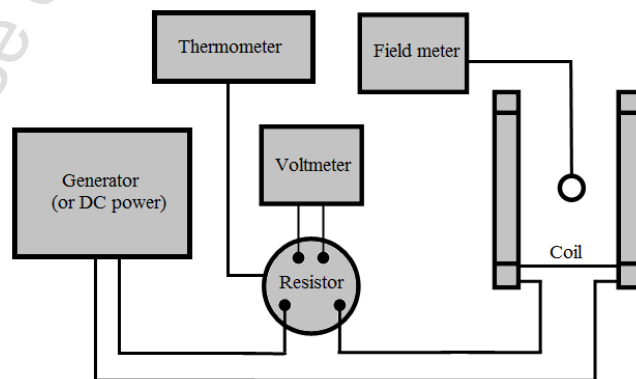 Thermometer
Field meter
Generator
(or DC power)
Voltmeter
Resistor
Coil